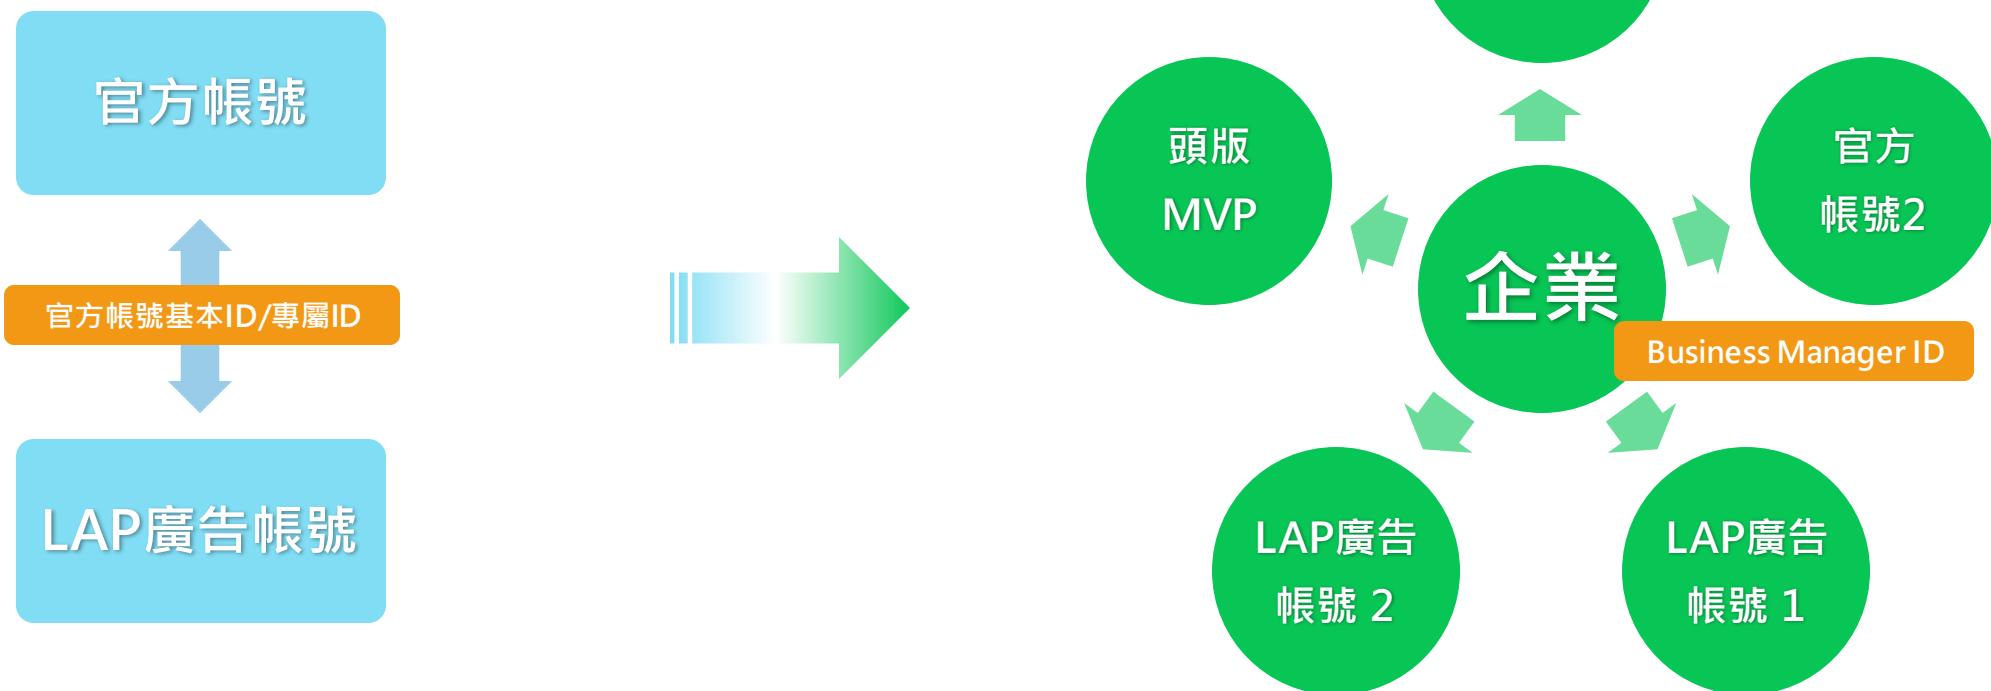 官方帳號
官方帳號基本ID/專屬ID
LAP廣告帳號
頭版
MVP
官方
帳號2
企業
Business Manager ID
LAP廣告
帳號 2
LAP廣告
帳號 1